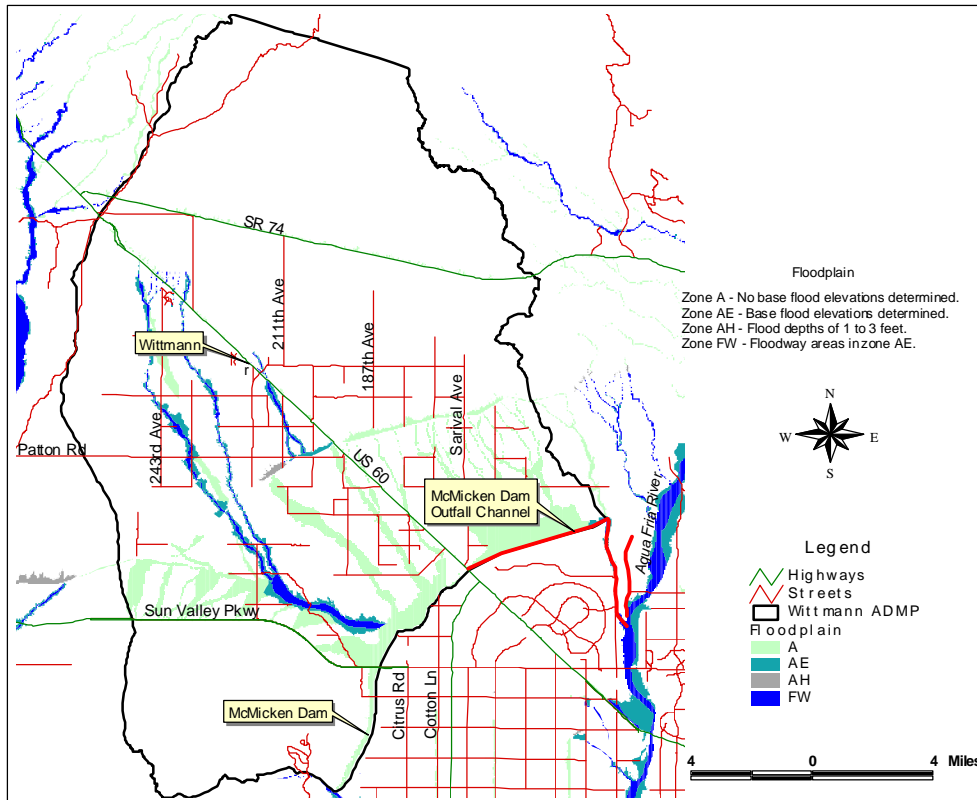 SR 74
Wittmann
r
211th Ave
187th Ave
243rd Ave
Sarival Ave
Patton Rd
US 60
McMicken Dam
Outfall Channel
Agua Fria River
Sun Valley Pkwy
McMicken Dam
Citrus Rd
Cotton Ln
Floodplain
Zone A - No base flood elevations determined.
Zone AE - Base flood elevations determined.
Zone AH - Flood depths of 1 to 3 feet.
Zone FW - Floodway areas in zone AE.
N
W E
S
Legend
Highways
Streets
Wittmann ADMP
Floodplain
A
AE
AH
FW
4 0 4 Miles